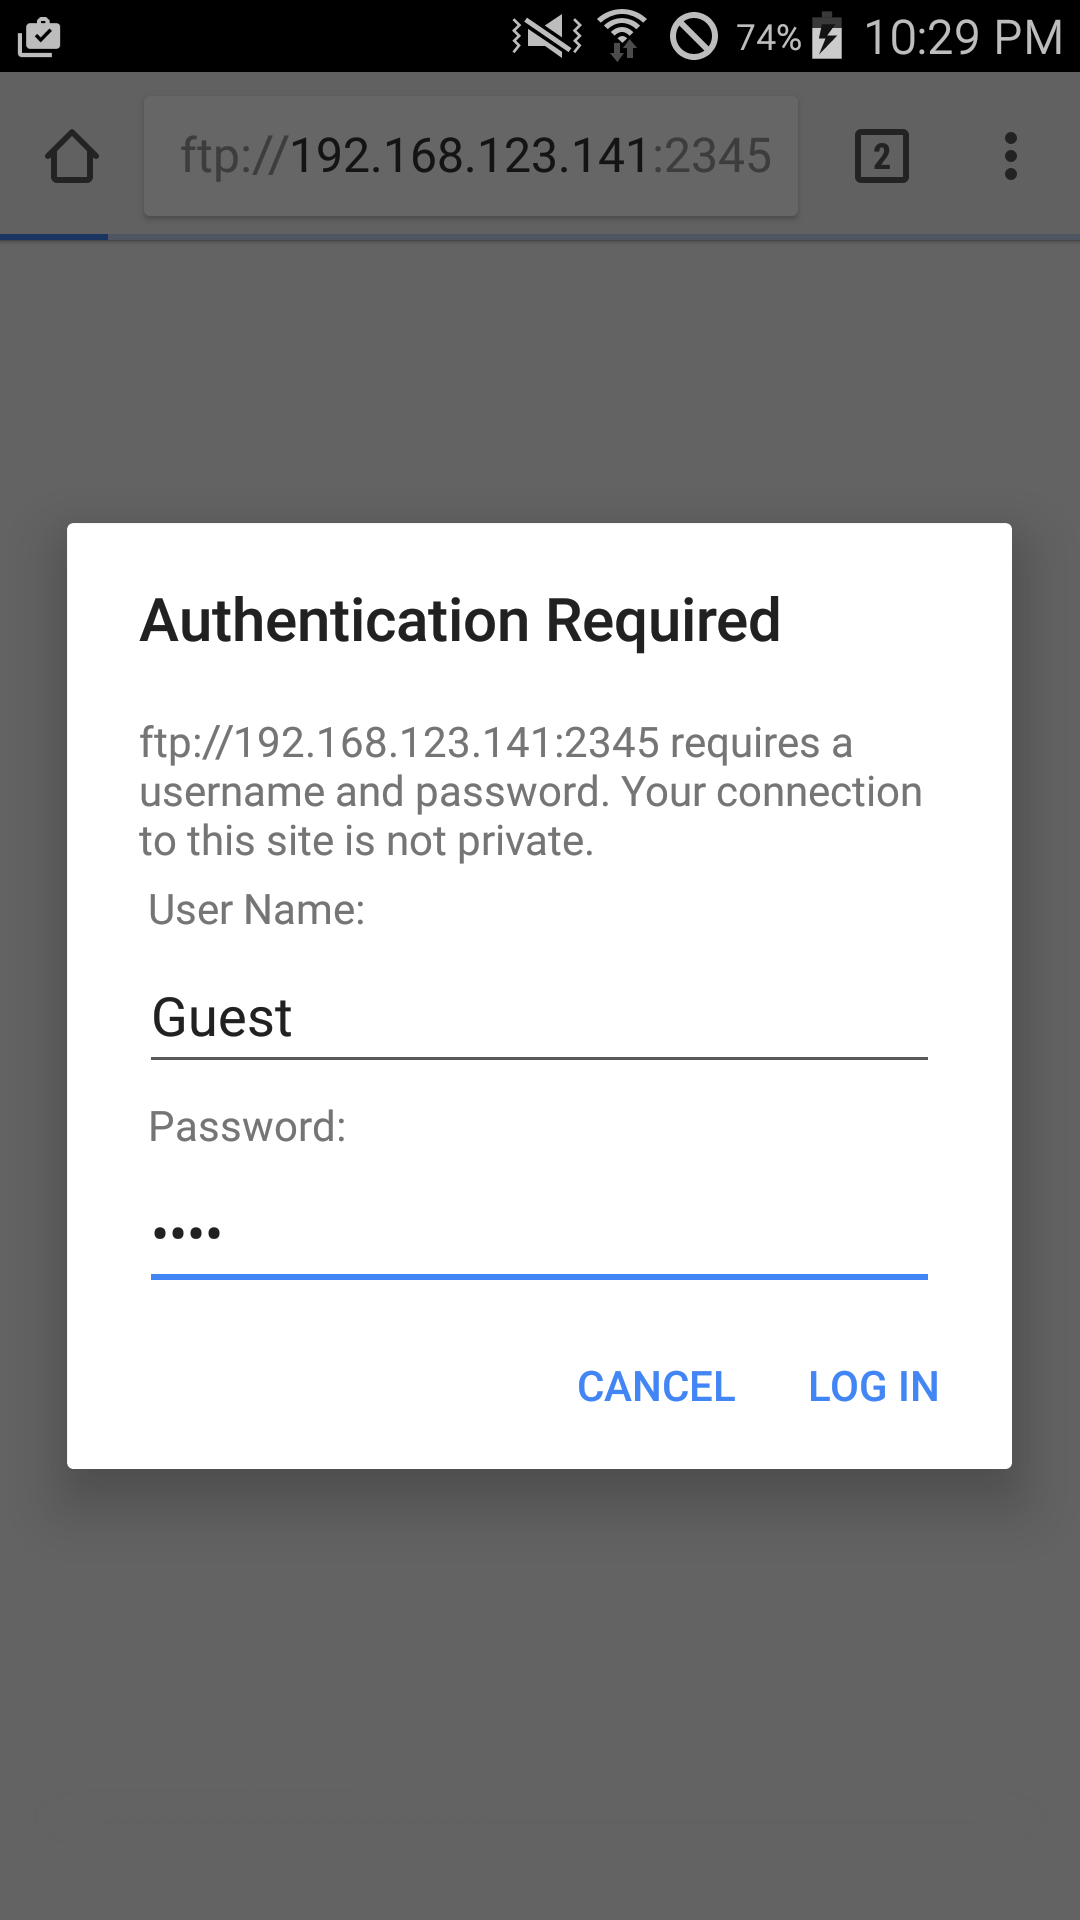 74% 10:29 PM
ftp://192.168.123.141:2345
2
Authentication Required
ftp://192.168.123.141:2345 requires a
username and password. Your connection
to this site is not private.
User Name:
Guest
Password:
••••
CANCEL LOG IN